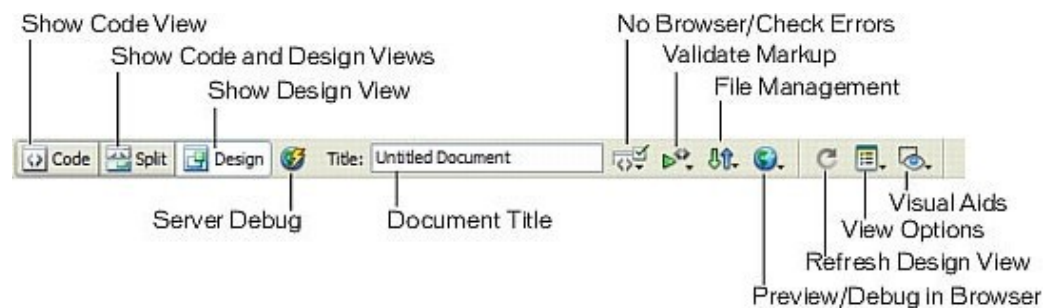 Show Code View
No Browser/Check Errors
Show Code and Design Views
Validate Markup
Show Design View
File Management
Code Split Design Title: Untitled Document
Server Debug
Document Title
Visual Aids
View Options
Refresh Design View
Preview/Debug in Browser